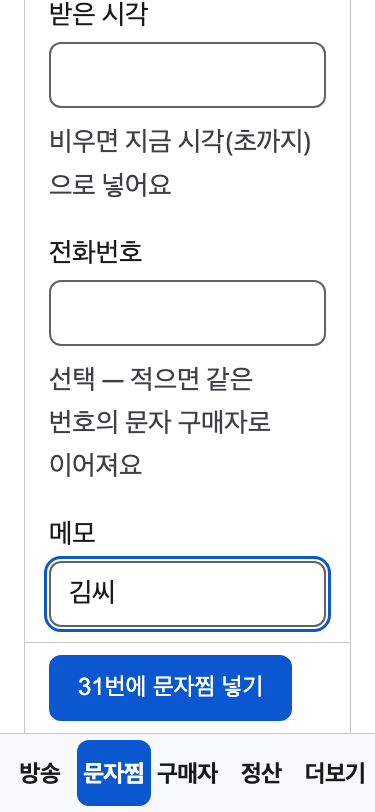 받은 시각
비우면 지금 시각(초까지)
으로 넣어요
전화번호
선택 — 적으면 같은
번호의 문자 구매자로
이어져요
메모
김씨
31번에 문자찜 넣기
방송 문자찜 구매자 정산 더보기